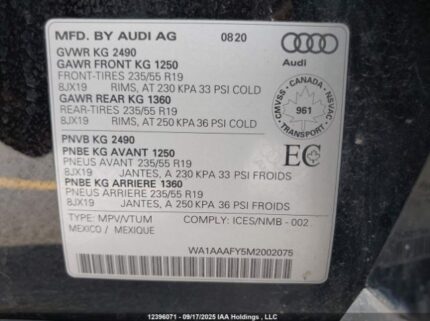 MFD. BY AUDI AG 0820
GVWR KG 2490
GAWR FRONT KG 1250
FRONT-TIRES 235/55 R19
8JX19 RIMS, AT 230 KPA 33 PSI COLD
GAWR REAR KG 1360
REAR-TIRES 235/55 R19
8JX19 RIMS, AT 250 KPA 36 PSI COLD
Audi
CMVSS - CANADA - NSVAC
961
TRANSPORT
PNVB KG 2490
PNBE KG AVANT 1250
PNEUS AVANT 235/55 R19
8JX19 JANTES, A 230 KPA 33 PSI FROIDS
PNBE KG ARRIERE 1360
PNEUS ARRIERE 235/55 R19
8JX19 JANTES, A 250 KPA 36 PSI FROIDS
EC
TYPE: MPV/VTUM COMPLY: ICES/NMB - 002
MEXICO / MEXIQUE
WA1AAAFY5M2002075
12396071 - 09/17/2025 IAA Holdings, LLC